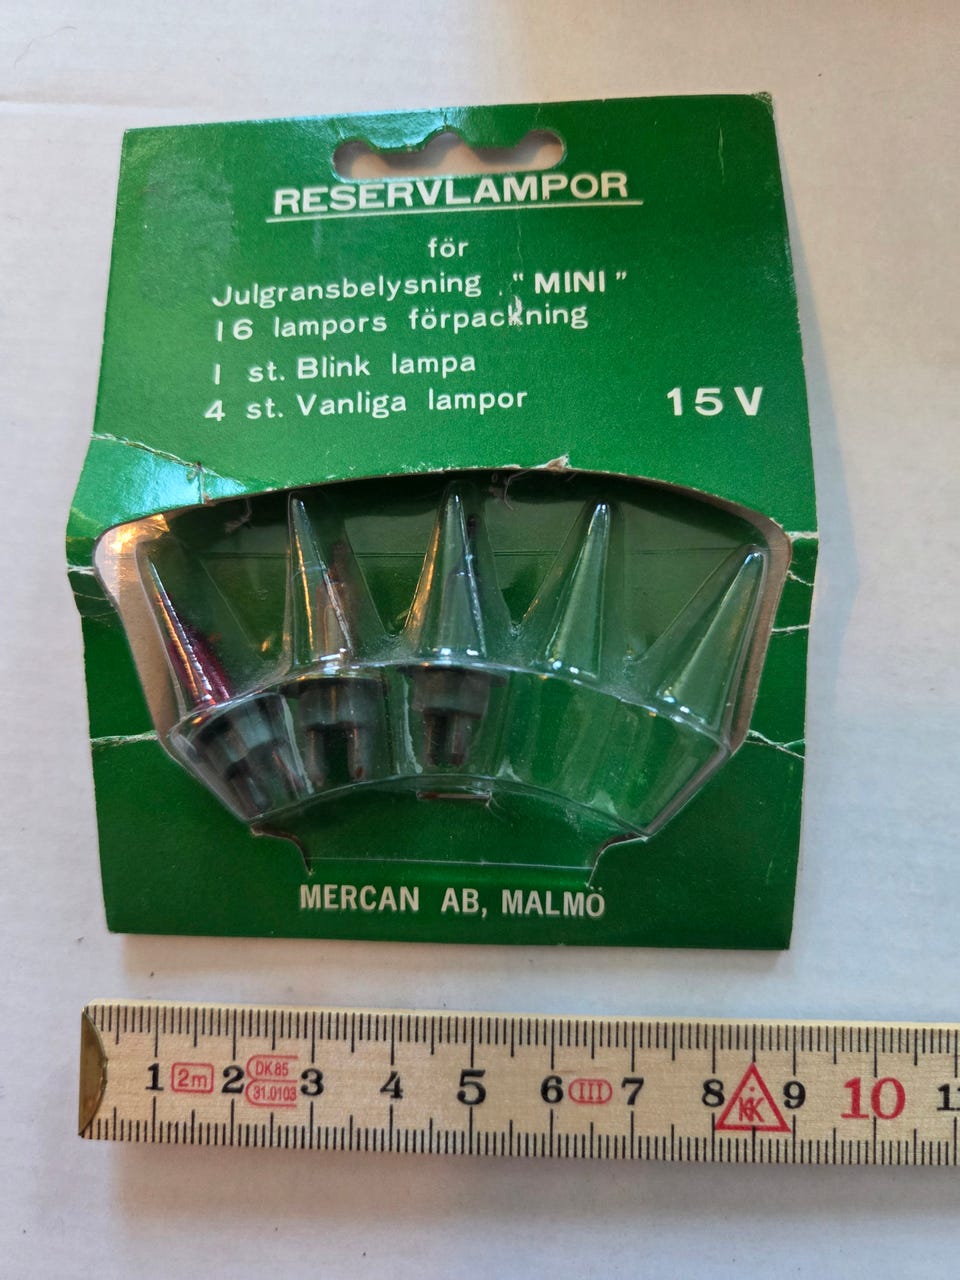 RESERVLAMPOR
för
Julgransbelysning "MINI"
16 lampors förpackning
1 st. Blink lampa
4 st. Vanliga lampor 15 V
MERCAN AB, MALMÖ
1 2m 2 DK 85 31.0103 3 4 5 6 III 7 8 K 9 10 11